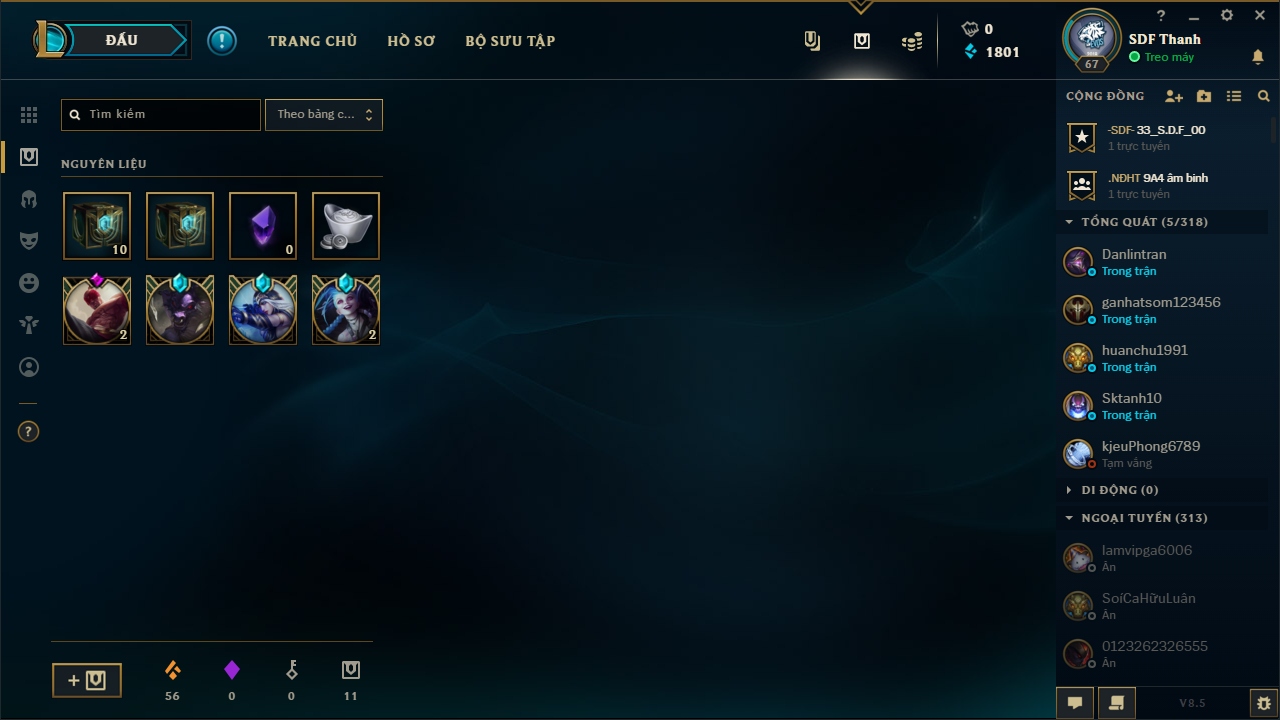 ĐẤU
TRANG CHỦ
HỒ SƠ
BỘ SƯU TẬP
0
1801
67
SDF Thanh
Treo máy
CỘNG ĐỒNG
Tìm kiếm
Theo bảng c...
NGUYÊN LIỆU
10
0
2
2
-SDF- 33_S.D.F_00
1 trực tuyến
.NĐHT 9A4 âm binh
1 trực tuyến
TỔNG QUÁT (5/318)
Danlintran
Trong trận
ganhatsom123456
Trong trận
huanchu1991
Trong trận
Sktanh10
Trong trận
kjeuPhong6789
Tạm vắng
DI ĐỘNG (0)
NGOẠI TUYẾN (313)
lamvipga6006
Ẩn
SoíCaHữuLuân
Ẩn
0123262326555
Ẩn
56
0
0
11
V8.5